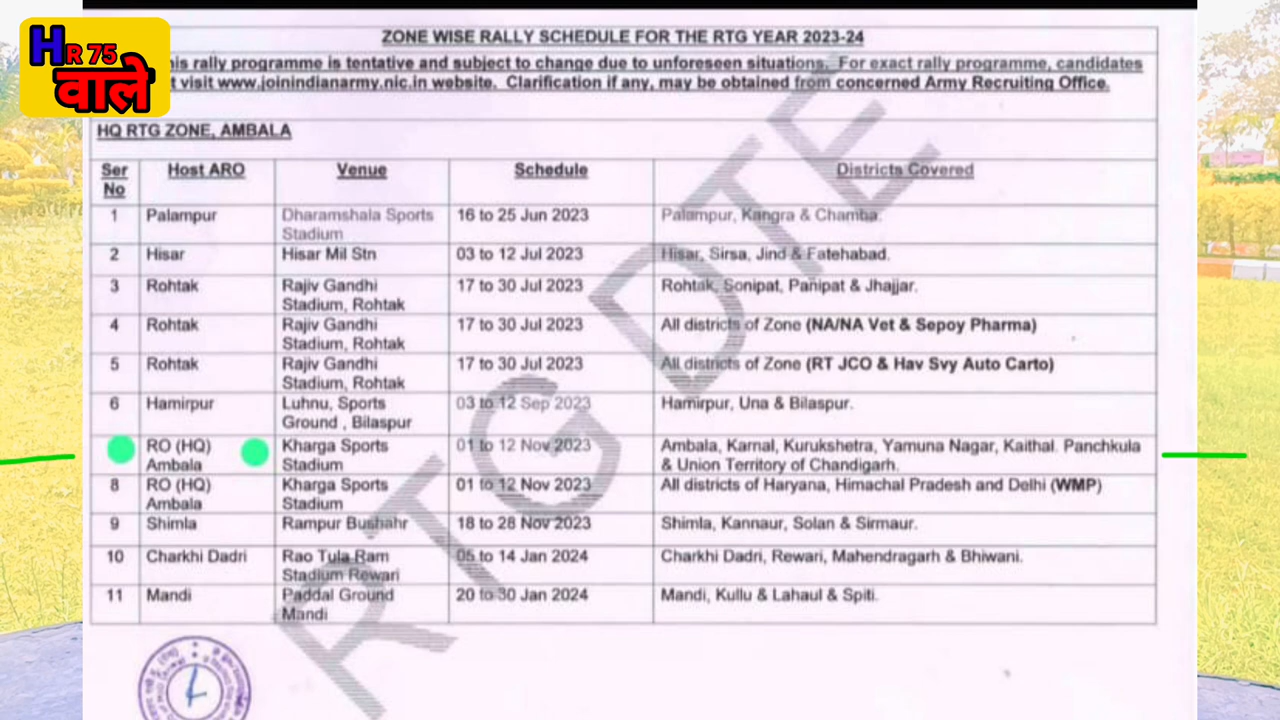 HR 75
वाले
ZONE WISE RALLY SCHEDULE FOR THE RTG YEAR 2023-24
rally programme is tentative and subject to change due to unforeseen situations. For exact rally programme, candidates
visit www.joinindianarmy.nic.in website. Clarification if any, may be obtained from concerned Army Recruiting Office.
HQ RTG ZONE, AMBALA
Ser No Host ARO Venue Schedule Districts Covered
1 Palampur Dharamshala Sports Stadium 16 to 25 Jun 2023 Palampur, Kangra & Chamba.
2 Hisar Hisar Mil Stn 03 to 12 Jul 2023 Hisar, Sirsa, Jind & Fatehabad.
3 Rohtak Rajiv Gandhi Stadium, Rohtak 17 to 30 Jul 2023 Rohtak, Sonipat, Panipat & Jhajjar.
4 Rohtak Rajiv Gandhi Stadium, Rohtak 17 to 30 Jul 2023 All districts of Zone (NA/NA Vet & Sepoy Pharma)
5 Rohtak Rajiv Gandhi Stadium, Rohtak 17 to 30 Jul 2023 All districts of Zone (RT JCO & Hav Svy Auto Carto)
6 Hamirpur Luhnu, Sports Ground , Bilaspur 03 to 12 Sep 2023 Hamirpur, Una & Bilaspur.
RO (HQ) Ambala Kharga Sports Stadium 01 to 12 Nov 2023 Ambala, Karnal, Kurukshetra, Yamuna Nagar, Kaithal. Panchkula & Union Territory of Chandigarh.
8 RO (HQ) Ambala Kharga Sports Stadium 01 to 12 Nov 2023 All districts of Haryana, Himachal Pradesh and Delhi (WMP)
9 Shimla Rampur Bushahr 18 to 28 Nov 2023 Shimla, Kannaur, Solan & Sirmaur.
10 Charkhi Dadri Rao Tula Ram Stadium Rewari 05 to 14 Jan 2024 Charkhi Dadri, Rewari, Mahendragarh & Bhiwani.
11 Mandi Paddal Ground Mandi 20 to 30 Jan 2024 Mandi, Kullu & Lahaul & Spiti.
RTG DTE